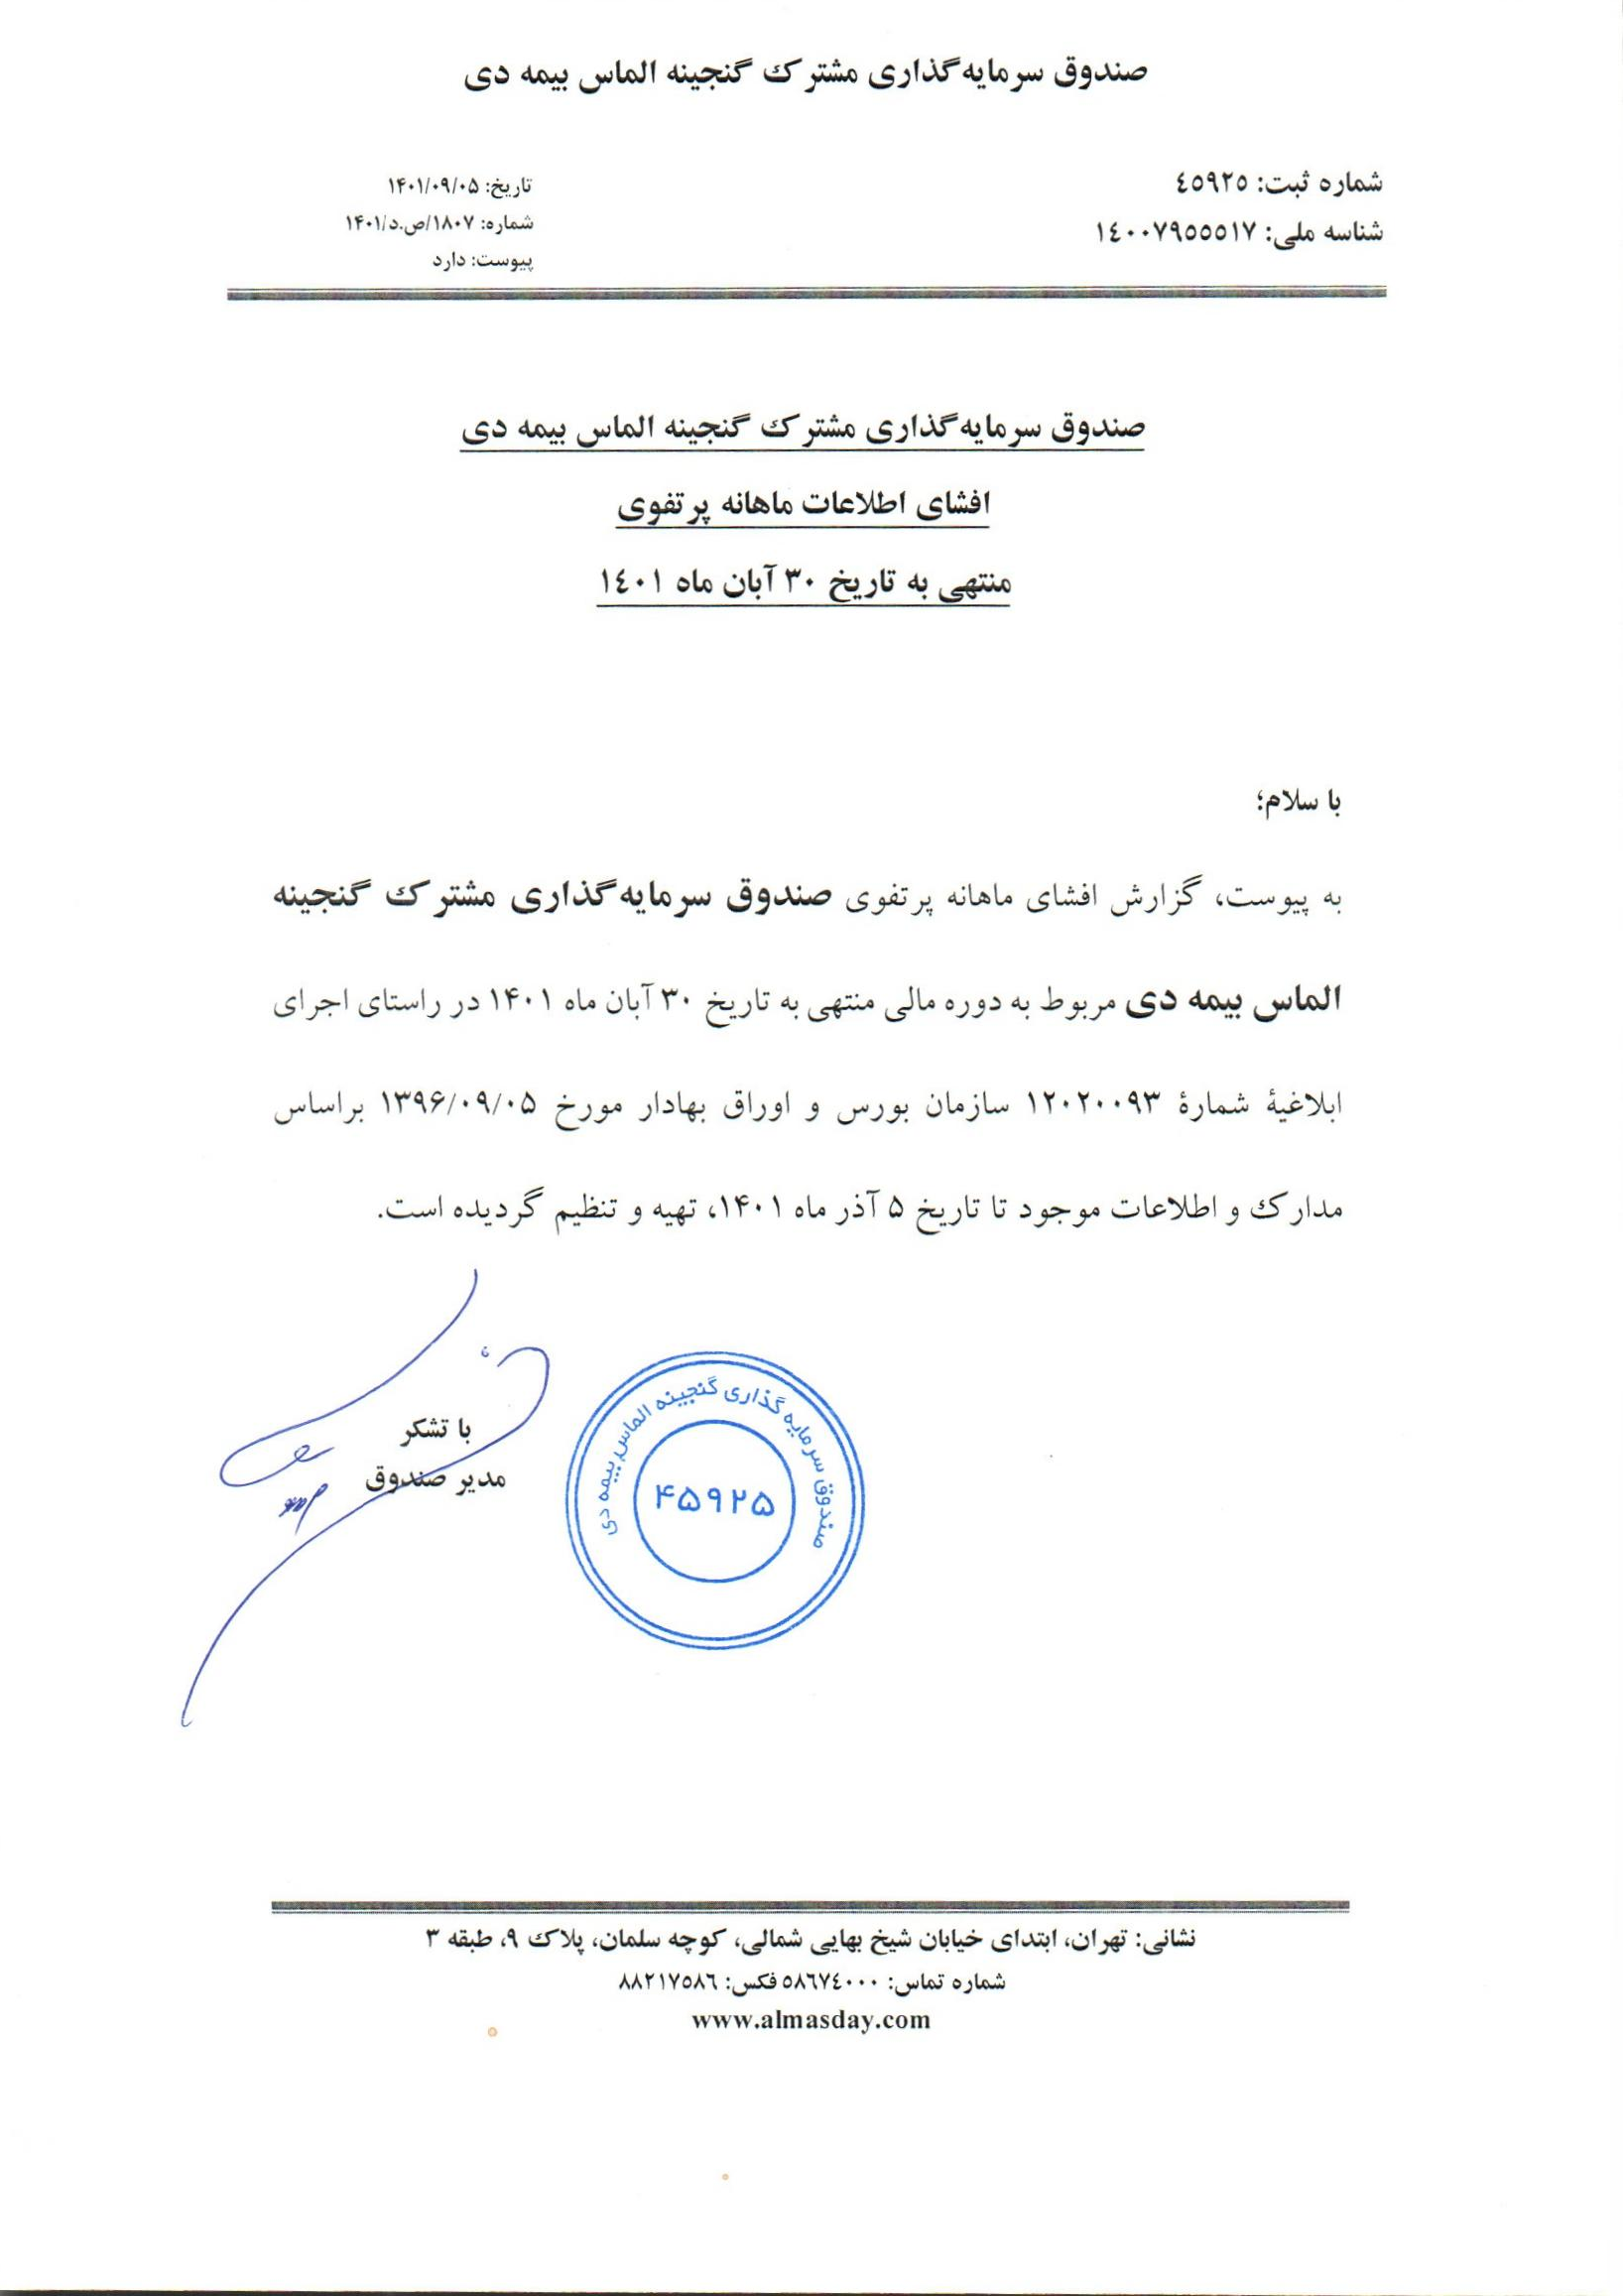 صندوق سرمایه‌گذاری مشترک گنجینه الماس بیمه دی
شماره ثبت: ٤٥٩٢٥
شناسه ملی: ١٤٠٠٧٩٥٥٥١٧
تاریخ: ۱۴۰۱/۰۹/۰۵
شماره: ۱۸۰۷/ص.د/۱۴۰۱
پیوست: دارد
صندوق سرمایه‌گذاری مشترک گنجینه الماس بیمه دی
افشای اطلاعات ماهانه پرتفوی
منتهی به تاریخ ٣٠ آبان ماه ١٤٠١
با سلام؛
به پیوست، گزارش افشای ماهانه پرتفوی صندوق سرمایه‌گذاری مشترک گنجینه
الماس بیمه دی مربوط به دوره مالی منتهی به تاریخ ۳۰ آبان ماه ۱۴۰۱ در راستای اجرای
ابلاغیهٔ شمارهٔ ۱۲۰۲۰۰۹۳ سازمان بورس و اوراق بهادار مورخ ۱۳۹۶/۰۹/۰۵ براساس
مدارک و اطلاعات موجود تا تاریخ ۵ آذر ماه ۱۴۰۱، تهیه و تنظیم گردیده است.
با تشکر
مدیر صندوق
صندوق سرمایه گذاری گنجینه الماس بیمه دی
۴۵۹۲۵
نشانی: تهران، ابتدای خیابان شیخ بهایی شمالی، کوچه سلمان، پلاک ۹، طبقه ۳
شماره تماس: ٥٨٦٧٤٠٠٠ فکس: ٨٨٢١٧٥٨٦
www.almasday.com